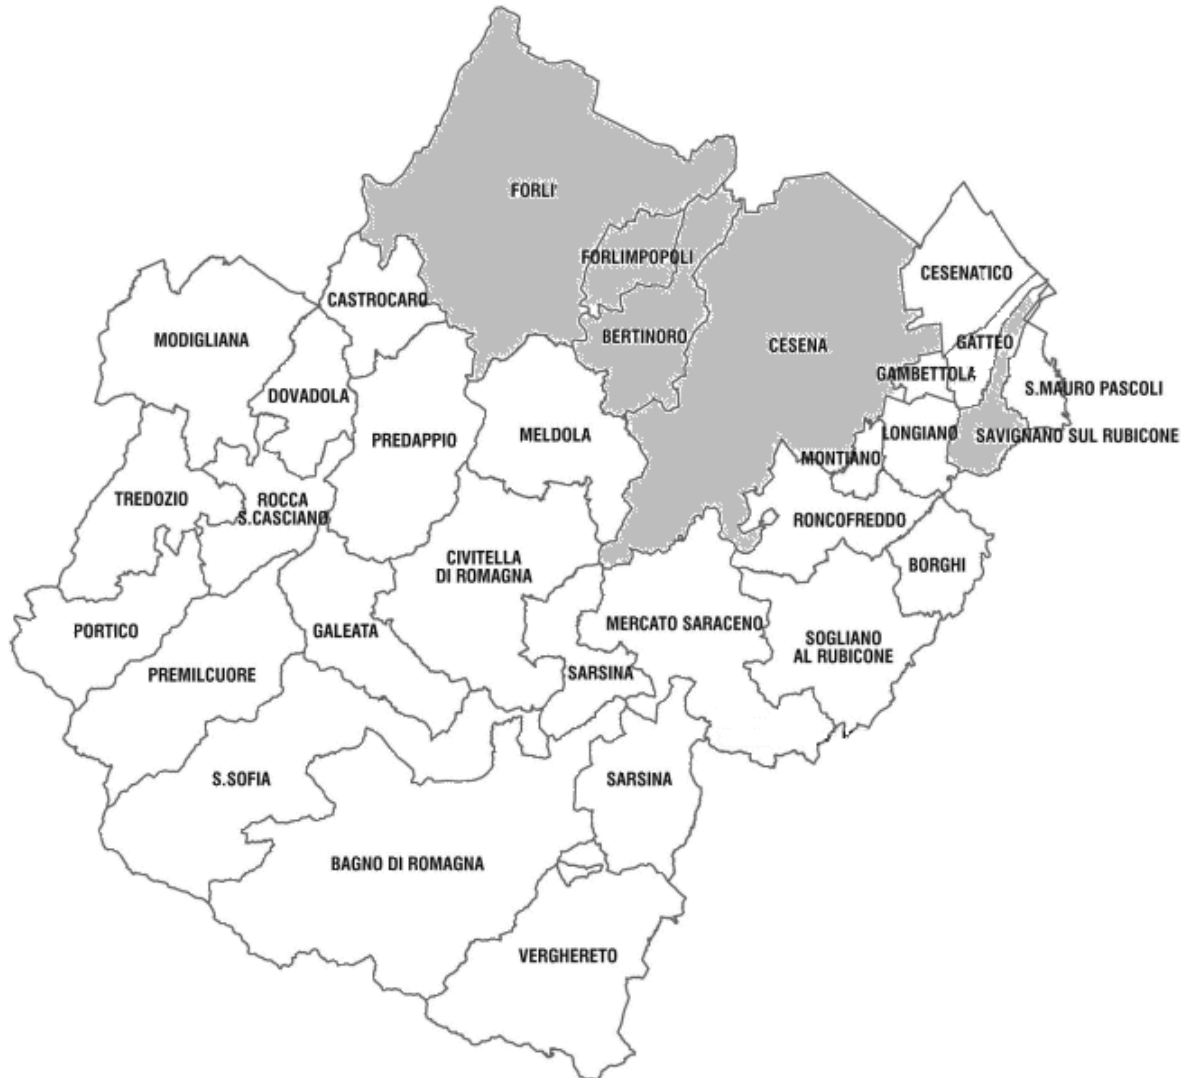 FORLI'
FORLIMPOPOLI
CESENATICO
CASTROCARO
MODIGLIANA
BERTINORO
CESENA
GATTEO
GAMBETTOLA
S.MAURO PASCOLI
DOVADOLA
PREDAPPIO
MELDOLA
LONGIANO
SAVIGNANO SUL RUBICONE
MONTIANO
TREDOZIO
ROCCA
S.CASCIANO
RONCOFREDDO
CIVITELLA
DI ROMAGNA
BORGHI
PORTICO
GALEATA
MERCATO SARACENO
SOGLIANO
AL RUBICONE
PREMILCUORE
SARSINA
S.SOFIA
SARSINA
BAGNO DI ROMAGNA
VERGHERETO